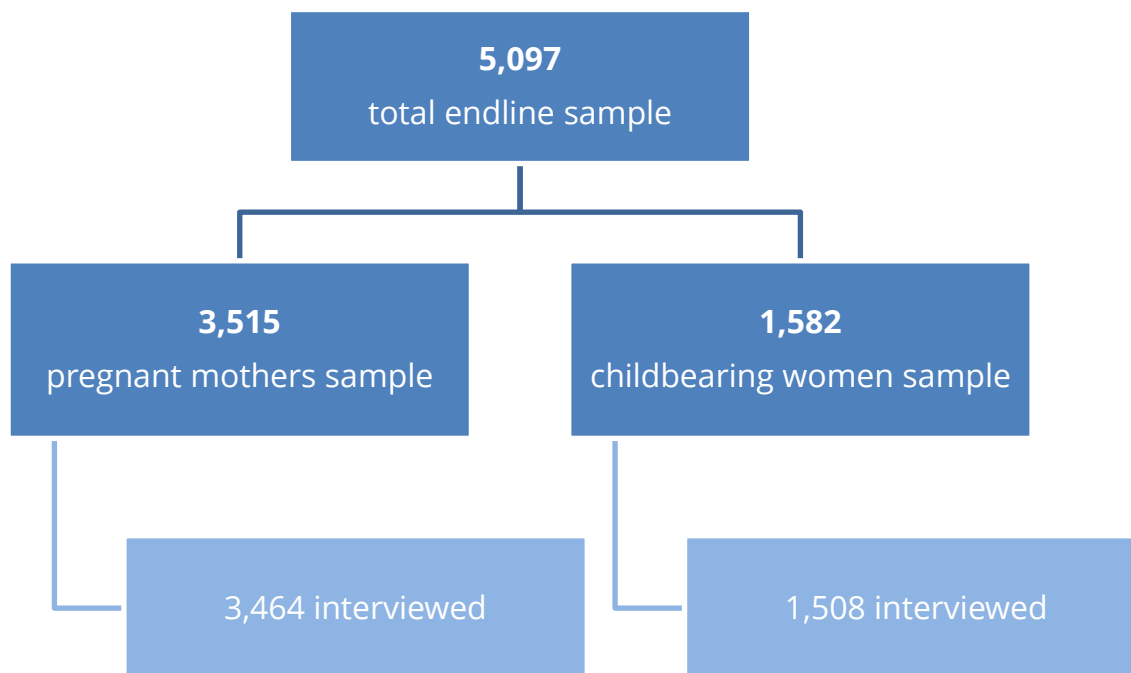 5,097
total endline sample
3,515
pregnant mothers sample
1,582
childbearing women sample
3,464 interviewed
1,508 interviewed